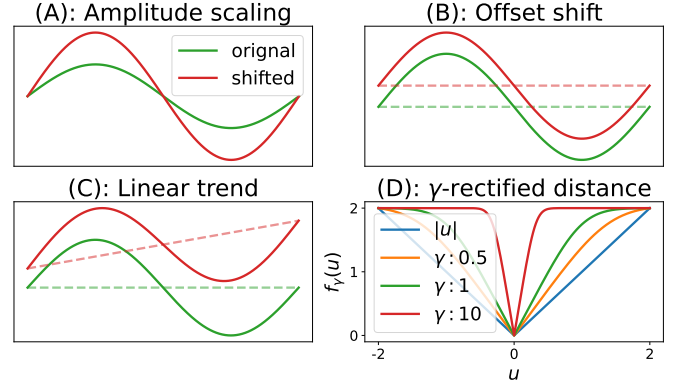 (A): Amplitude scaling
orignal
shifted
(B): Offset shift
(C): Linear trend
(D): γ-rectified distance
2
1
0
fγ(u)
|u|
γ : 0.5
γ : 1
γ : 10
-2
0
2
u